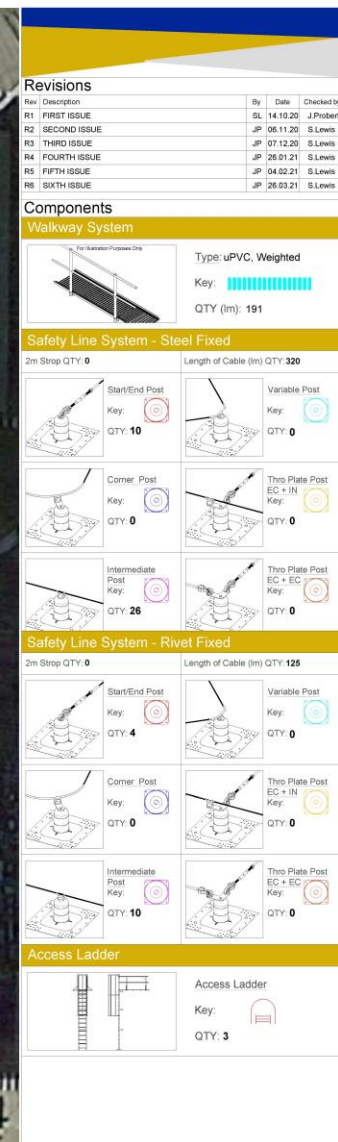 Revisions
Rev Description By Date Checked by
R1 FIRST ISSUE SL 14.10.20 J.Probert
R2 SECOND ISSUE JP 06.11.20 S.Lewis
R3 THIRD ISSUE JP 07.12.20 S.Lewis
R4 FOURTH ISSUE JP 26.01.21 S.Lewis
R5 FIFTH ISSUE JP 04.02.21 S.Lewis
R6 SIXTH ISSUE JP 26.03.21 S.Lewis
Components
Walkway System
For Illustration Purposes Only
Type: uPVC, Weighted
Key:
QTY (lm): 191
Safety Line System - Steel Fixed
2m Strop QTY: 0 Length of Cable (lm) QTY: 320
Start/End Post
Key:
QTY: 10
Variable Post
Key:
QTY: 0
Corner Post
Key:
QTY: 0
Thro Plate Post
EC + IN
Key:
QTY: 0
Intermediate
Post
Key:
QTY: 26
Thro Plate Post
EC + EC
Key:
QTY: 0
Safety Line System - Rivet Fixed
2m Strop QTY: 0 Length of Cable (lm) QTY: 125
Start/End Post
Key:
QTY: 4
Variable Post
Key:
QTY: 0
Corner Post
Key:
QTY: 0
Thro Plate Post
EC + IN
Key:
QTY: 0
Intermediate
Post
Key:
QTY: 10
Thro Plate Post
EC + EC
Key:
QTY: 0
Access Ladder
Access Ladder
Key:
QTY: 3